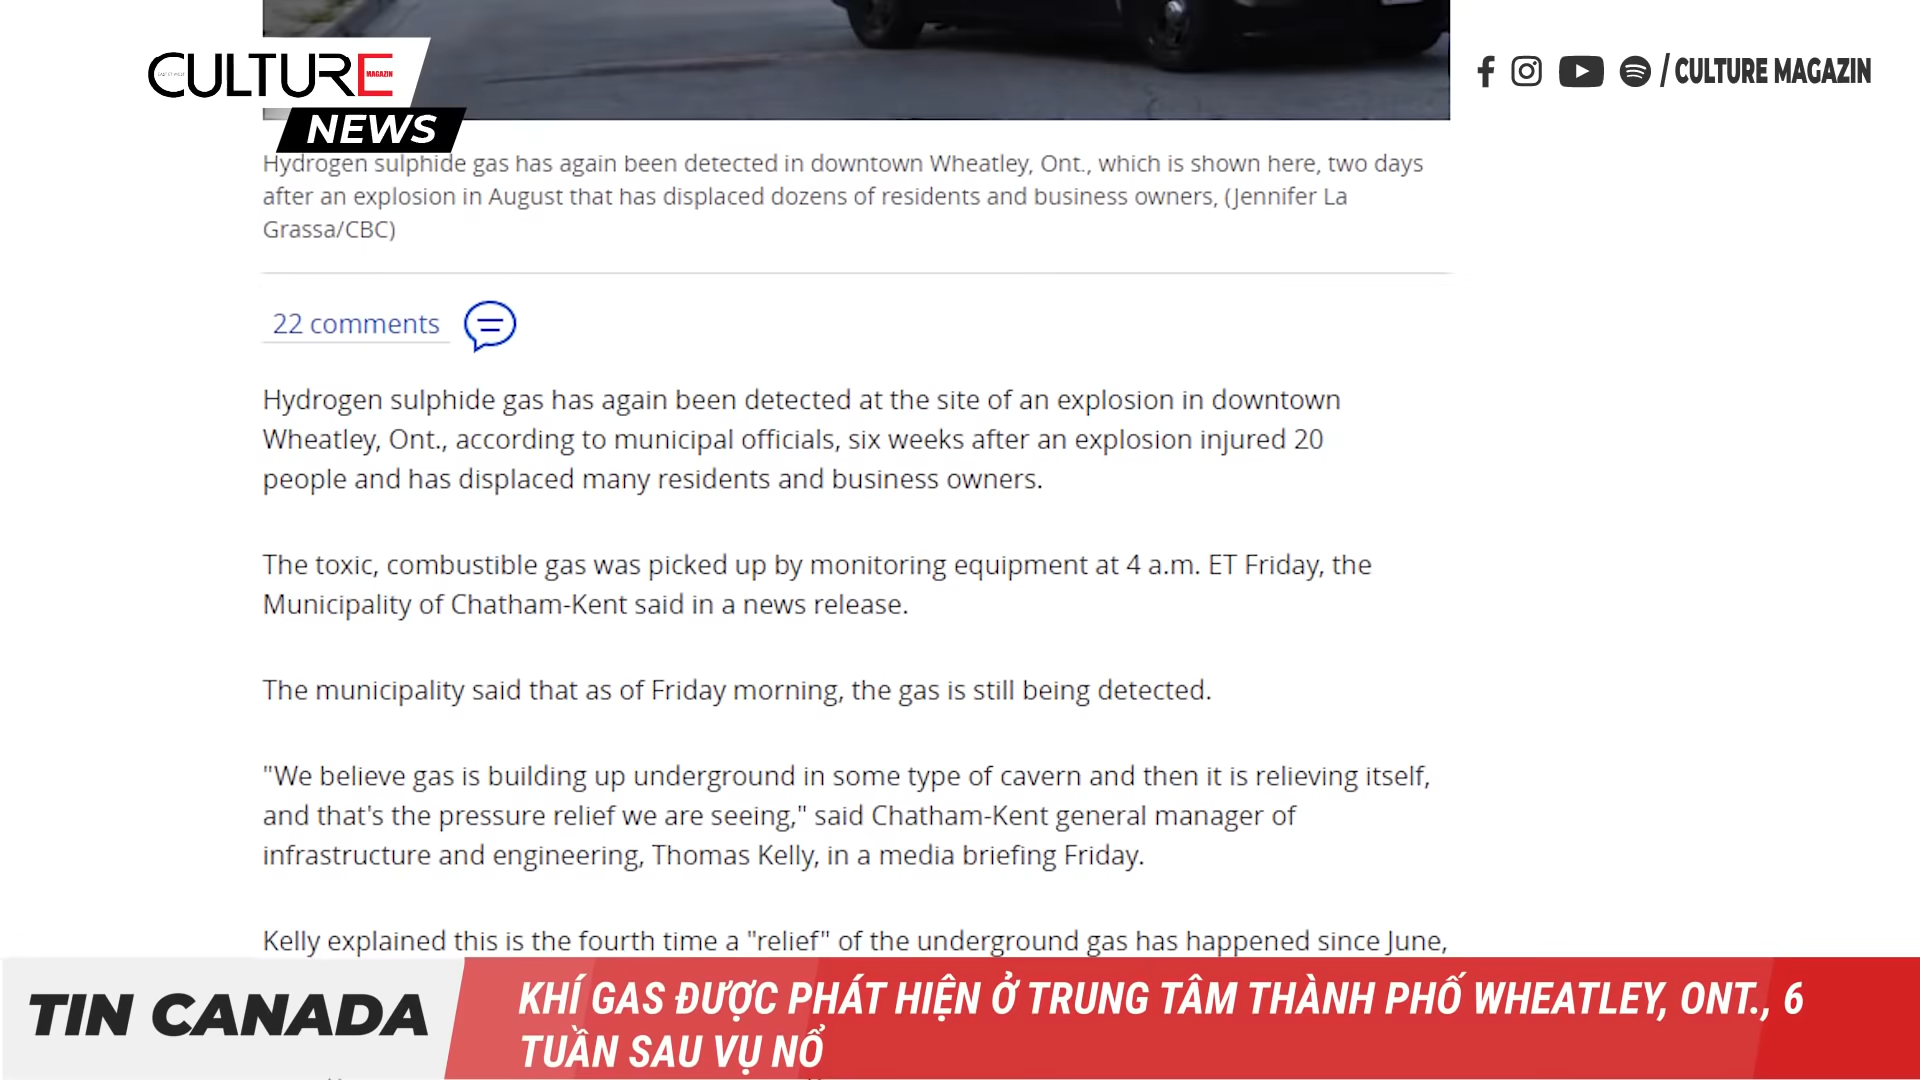 CULTURE
MAGAZIN
NEWS
/ CULTURE MAGAZIN
Hydrogen sulphide gas has again been detected in downtown Wheatley, Ont., which is shown here, two days
after an explosion in August that has displaced dozens of residents and business owners, (Jennifer La
Grassa/CBC)
22 comments
Hydrogen sulphide gas has again been detected at the site of an explosion in downtown
Wheatley, Ont., according to municipal officials, six weeks after an explosion injured 20
people and has displaced many residents and business owners.
The toxic, combustible gas was picked up by monitoring equipment at 4 a.m. ET Friday, the
Municipality of Chatham-Kent said in a news release.
The municipality said that as of Friday morning, the gas is still being detected.
"We believe gas is building up underground in some type of cavern and then it is relieving itself,
and that's the pressure relief we are seeing," said Chatham-Kent general manager of
infrastructure and engineering, Thomas Kelly, in a media briefing Friday.
Kelly explained this is the fourth time a "relief" of the underground gas has happened since June,
TIN CANADA
KHÍ GAS ĐƯỢC PHÁT HIỆN Ở TRUNG TÂM THÀNH PHỐ WHEATLEY, ONT., 6
TUẦN SAU VỤ NỔ